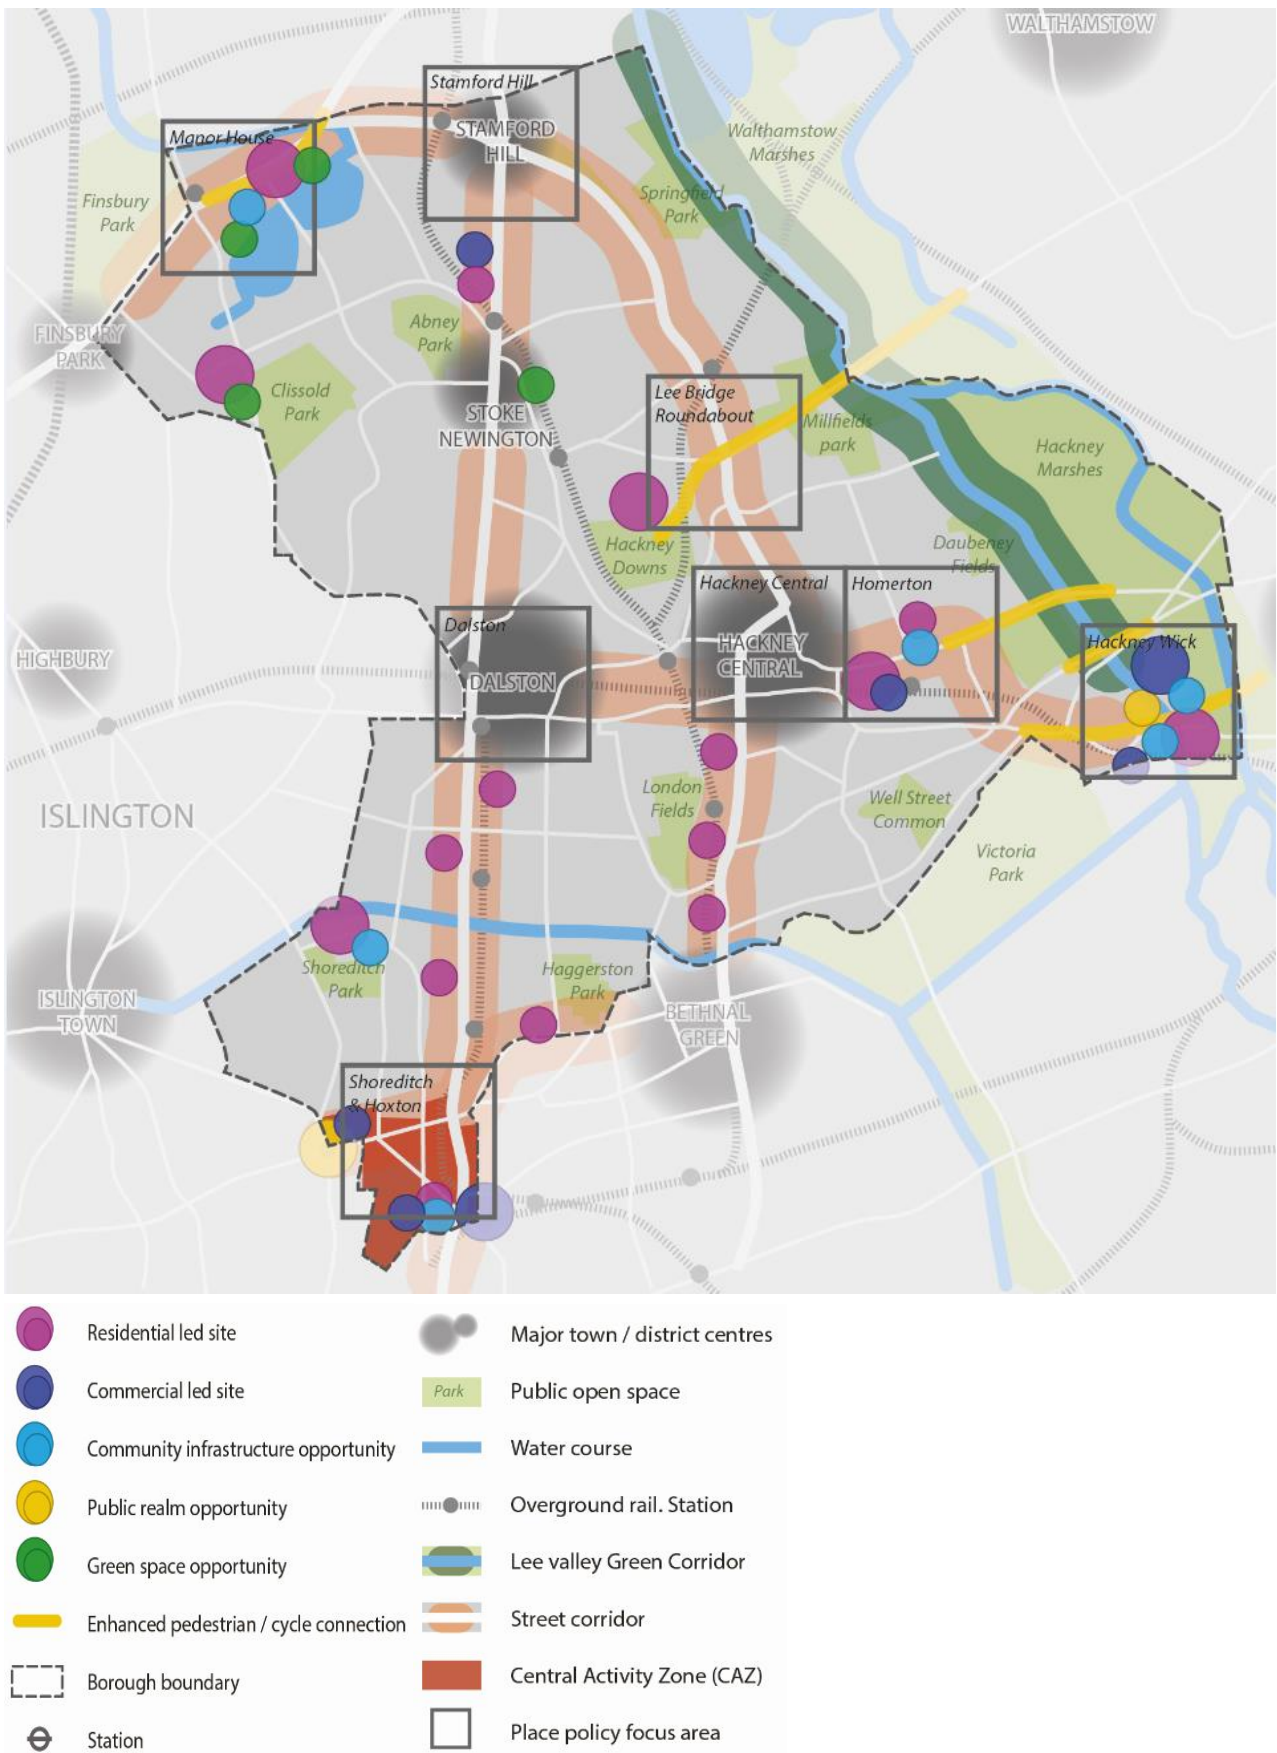 WALTHAMSTOW
Stamford Hill
STAMFORD
HILL
Manor House
Walthamstow
Marshes
Finsbury
Park
Springfield
Park
FINSBURY
PARK
Abney
Park
Clissold
Park
STOKE
NEWINGTON
Lee Bridge
Roundabout
Millfields
park
Hackney
Marshes
Hackney
Downs
Daubeney
Fields
Hackney Central
Homerton
Dalston
HACKNEY
CENTRAL
Hackney Wick
HIGHBURY
DALSTON
London
Fields
Well Street
Common
ISLINGTON
Victoria
Park
Shoreditch
Park
Haggerston
Park
ISLINGTON
TOWN
BETHNAL
GREEN
Shoreditch
& Hoxton
Residential led site
Commercial led site
Community infrastructure opportunity
Public realm opportunity
Green space opportunity
Enhanced pedestrian / cycle connection
Borough boundary
Station
Major town / district centres
Park
Public open space
Water course
Overground rail. Station
Lee valley Green Corridor
Street corridor
Central Activity Zone (CAZ)
Place policy focus area